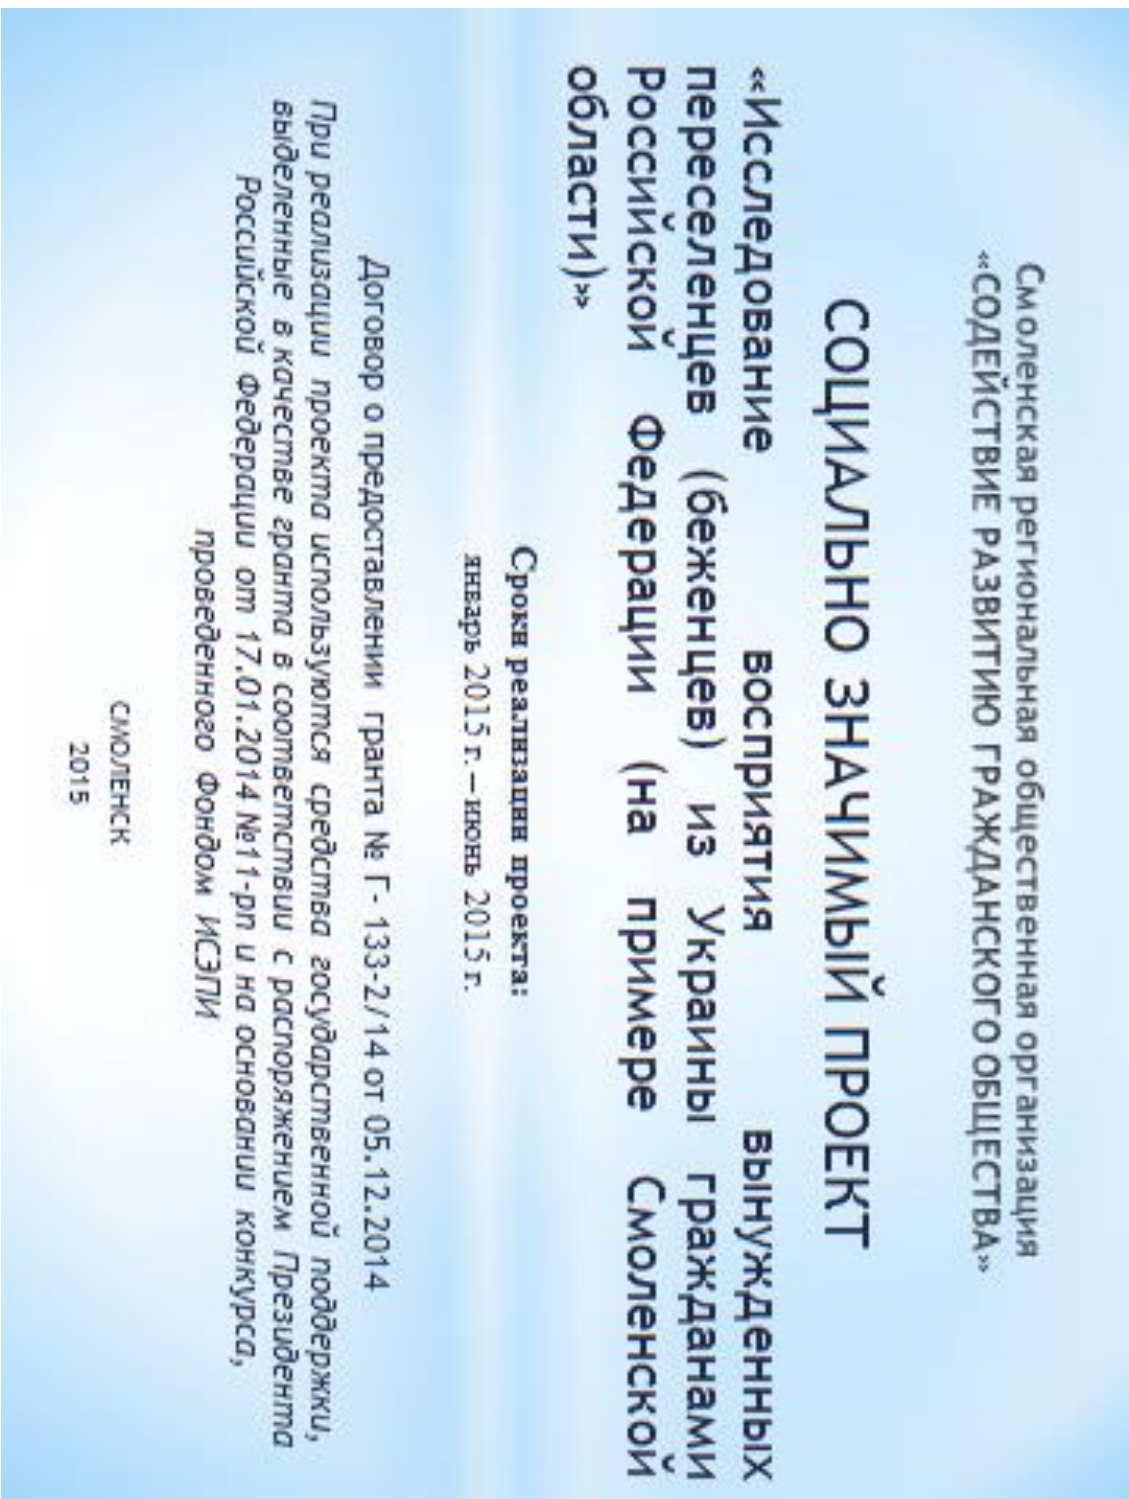 Смоленская региональная общественная организация
«СОДЕЙСТВИЕ РАЗВИТИЮ ГРАЖДАНСКОГО ОБЩЕСТВА»
СОЦИАЛЬНО ЗНАЧИМЫЙ ПРОЕКТ
«Исследование восприятия вынужденных
переселенцев (беженцев) из Украины гражданами
Российской Федерации (на примере Смоленской
области)»
Сроки реализации проекта:
январь 2015 г. – июнь 2015 г.
Договор о предоставлении гранта № Г- 133-2/14 от 05.12.2014
При реализации проекта используются средства государственной поддержки,
выделенные в качестве гранта в соответствии с распоряжением Президента
Российской Федерации от 17.01.2014 №11-рп и на основании конкурса,
проведенного Фондом ИСЭПИ
СМОЛЕНСК
2015